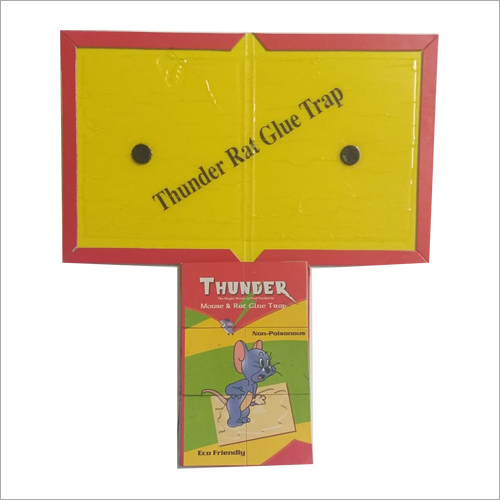 Thunder Rat Glue Trap
THUNDER
Mouse & Rat Glue Trap
Non-Poisonous
Eco Friendly